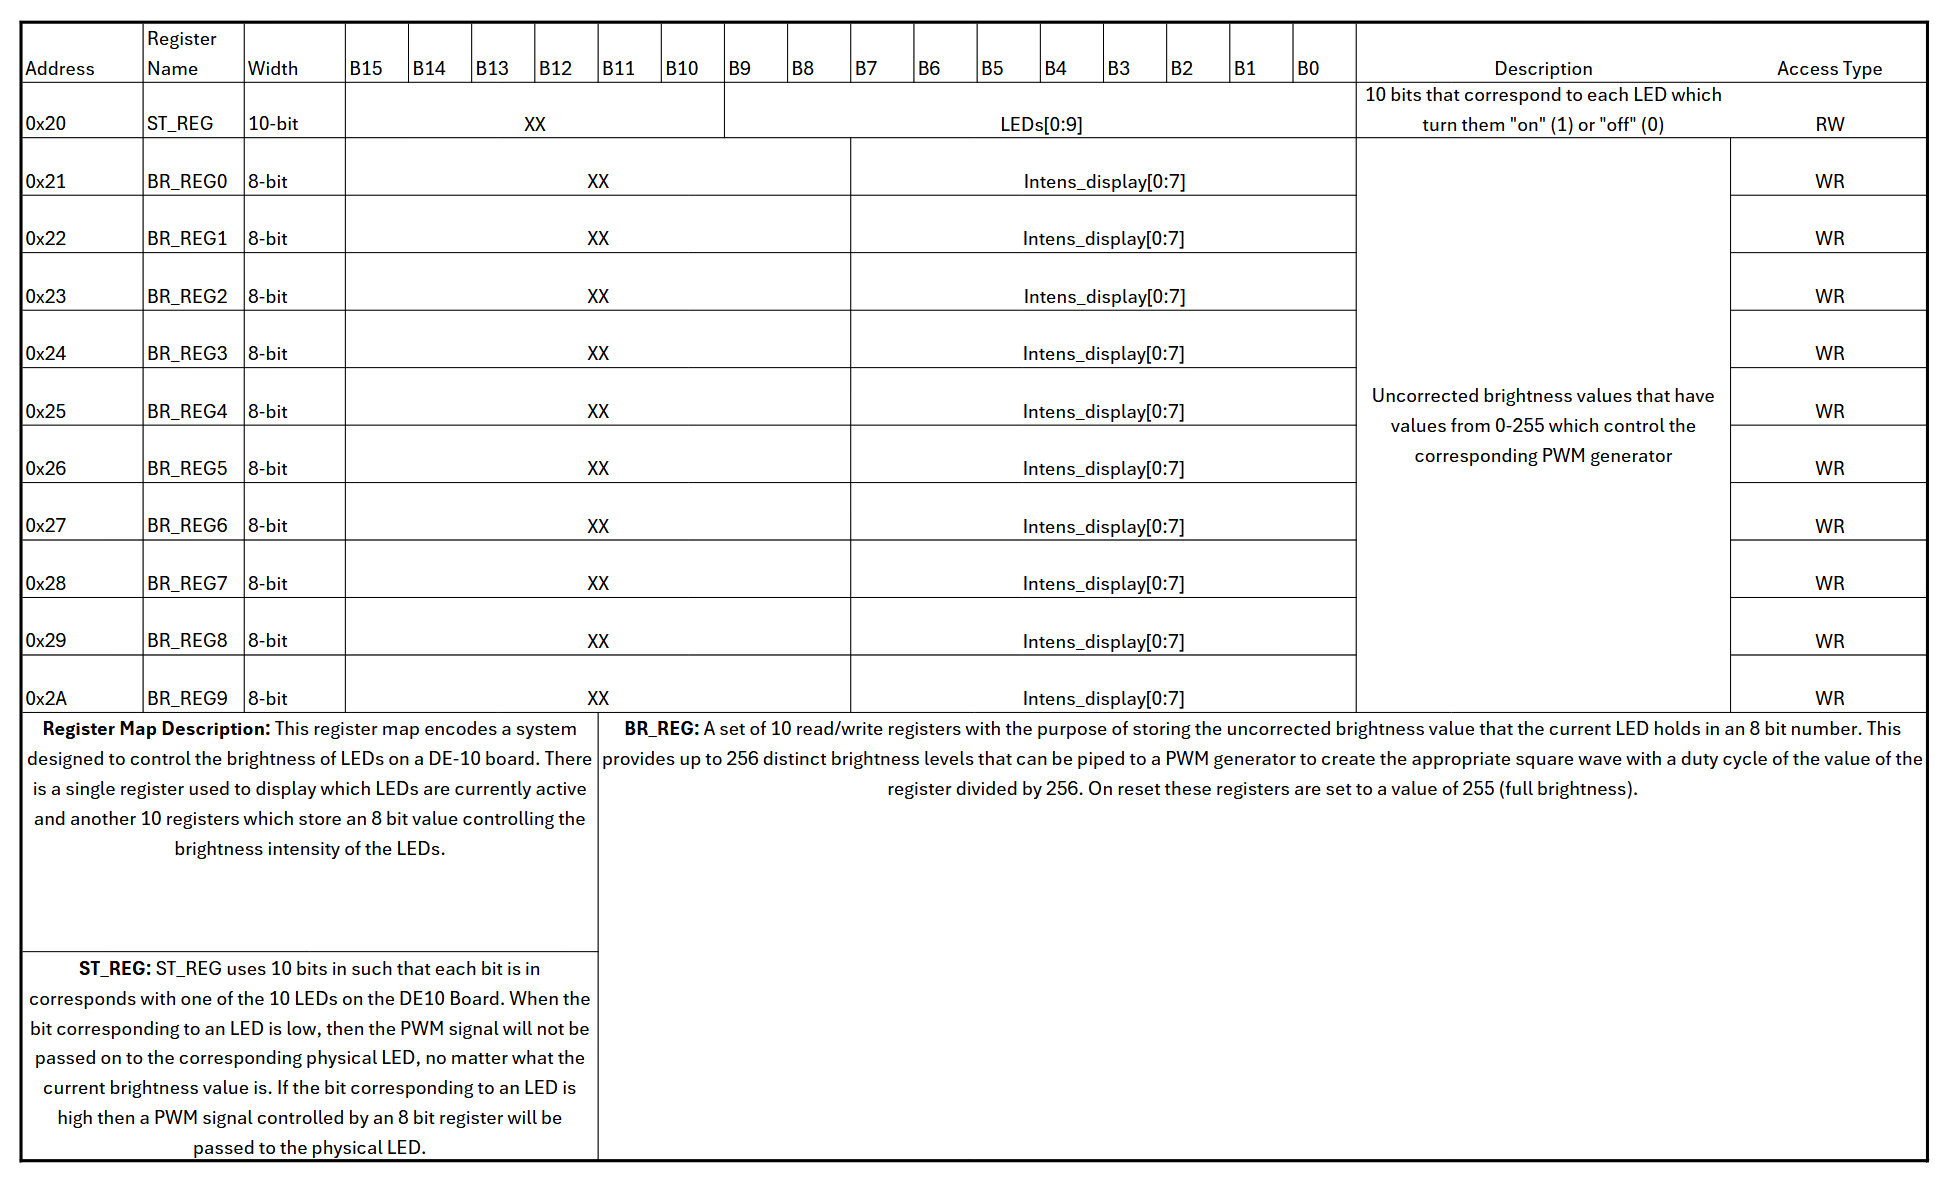 Address Register Name Width B15 B14 B13 B12 B11 B10 B9 B8 B7 B6 B5 B4 B3 B2 B1 B0 Description Access Type
0x20 ST_REG 10-bit XX LEDs[0:9] 10 bits that correspond to each LED which turn them "on" (1) or "off" (0) RW
0x21 BR_REG0 8-bit XX Intens_display[0:7] WR
0x22 BR_REG1 8-bit XX Intens_display[0:7] WR
0x23 BR_REG2 8-bit XX Intens_display[0:7] WR
0x24 BR_REG3 8-bit XX Intens_display[0:7] WR
0x25 BR_REG4 8-bit XX Intens_display[0:7] WR
0x26 BR_REG5 8-bit XX Intens_display[0:7] WR
0x27 BR_REG6 8-bit XX Intens_display[0:7] WR
0x28 BR_REG7 8-bit XX Intens_display[0:7] WR
0x29 BR_REG8 8-bit XX Intens_display[0:7] WR
0x2A BR_REG9 8-bit XX Intens_display[0:7] WR
Uncorrected brightness values that have
values from 0-255 which control the
corresponding PWM generator
Register Map Description: This register map encodes a system
designed to control the brightness of LEDs on a DE-10 board. There
is a single register used to display which LEDs are currently active
and another 10 registers which store an 8 bit value controlling the
brightness intensity of the LEDs.
ST_REG: ST_REG uses 10 bits in such that each bit is in
corresponds with one of the 10 LEDs on the DE10 Board. When the
bit corresponding to an LED is low, then the PWM signal will not be
passed on to the corresponding physical LED, no matter what the
current brightness value is. If the bit corresponding to an LED is
high then a PWM signal controlled by an 8 bit register will be
passed to the physical LED.
BR_REG: A set of 10 read/write registers with the purpose of storing the uncorrected brightness value that the current LED holds in an 8 bit number. This
provides up to 256 distinct brightness levels that can be piped to a PWM generator to create the appropriate square wave with a duty cycle of the value of the
register divided by 256. On reset these registers are set to a value of 255 (full brightness).